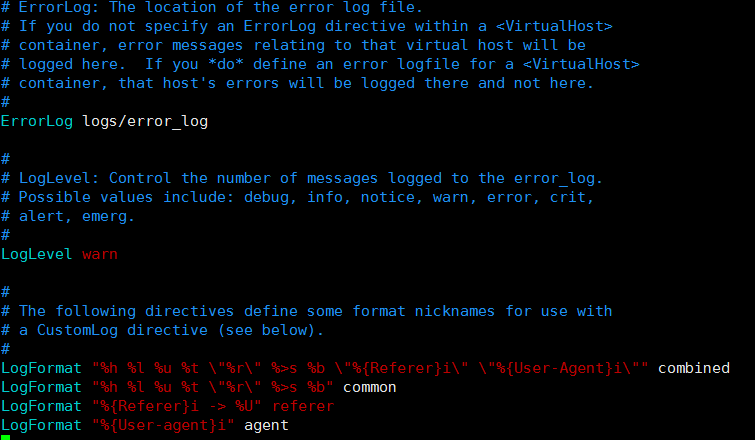 # ErrorLog: The location of the error log file.
# If you do not specify an ErrorLog directive within a <VirtualHost>
# container, error messages relating to that virtual host will be
# logged here.  If you *do* define an error logfile for a <VirtualHost>
# container, that host's errors will be logged there and not here.
#
ErrorLog logs/error_log

#
# LogLevel: Control the number of messages logged to the error_log.
# Possible values include: debug, info, notice, warn, error, crit,
# alert, emerg.
#
LogLevel warn

#
# The following directives define some format nicknames for use with
# a CustomLog directive (see below).
#
LogFormat "%h %l %u %t \"%r\" %>s %b \"%{Referer}i\" \"%{User-Agent}i\"" combined
LogFormat "%h %l %u %t \"%r\" %>s %b" common
LogFormat "%{Referer}i -> %U" referer
LogFormat "%{User-agent}i" agent